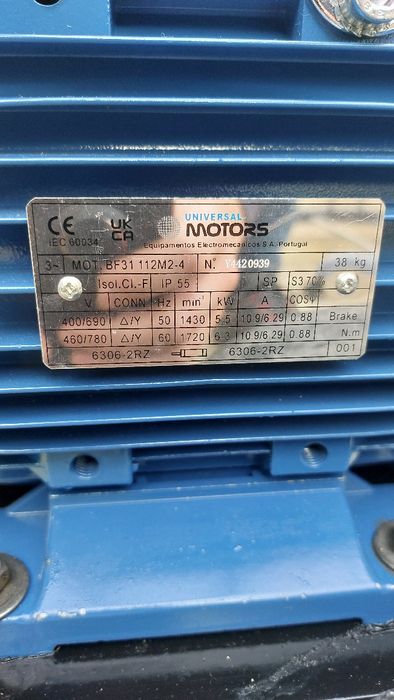 CE UK CA UNIVERSAL MOTORS
IEC 60034 Equipamentos Electromecânicos S.A.-Portugal
3~ MOT. BF31 112M2-4 N.º Y4420939 38 kg
Isol.Cl.-F IP 55 SP S3 70%
V CONN Hz min⁻¹ kW A COSφ
400/690 △/Y 50 1430 5.5 10.9/6.29 0.88 Brake
460/780 △/Y 60 1720 6.3 10.9/6.29 0.88 N.m
6306-2RZ 6306-2RZ 001